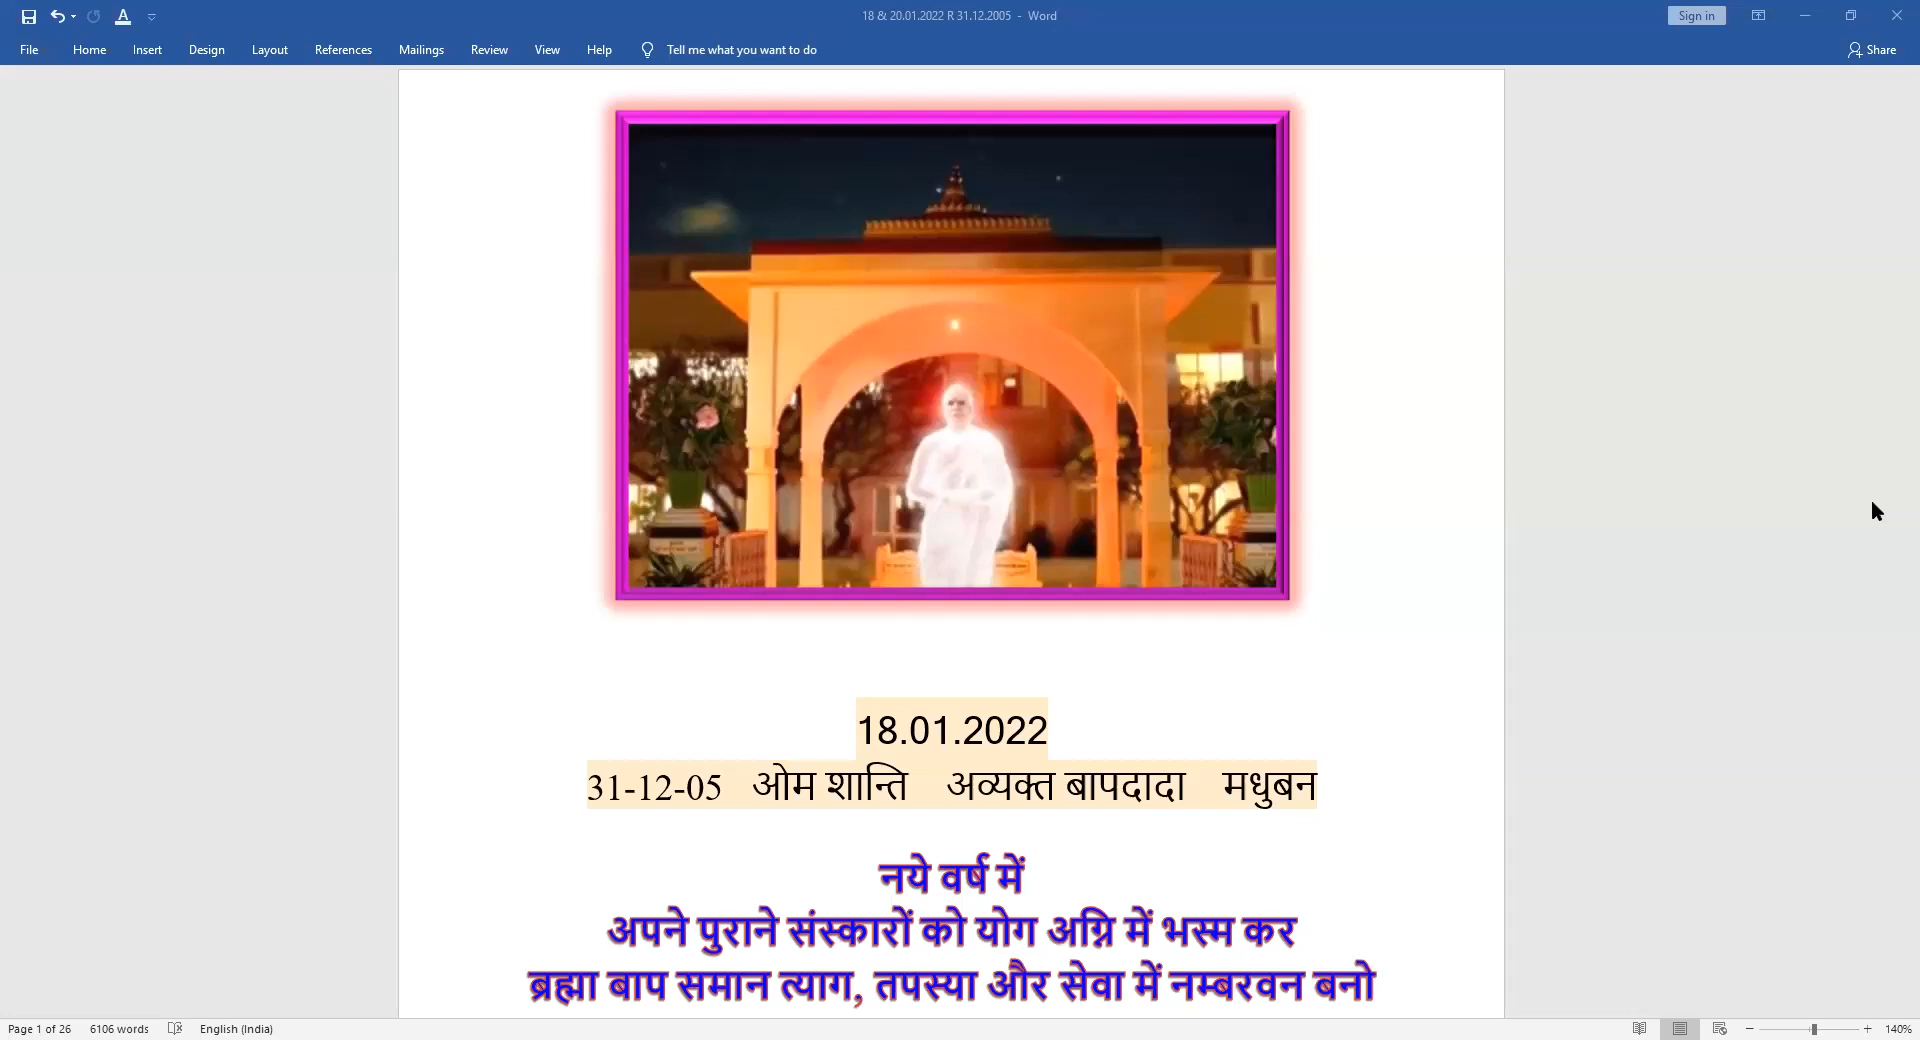 18 & 20.01.2022 R 31.12.2005 - Word
Sign in
File Home Insert Design Layout References Mailings Review View Help Tell me what you want to do
Share
18.01.2022
31-12-05 ओम शान्ति अव्यक्त बापदादा मधुबन
नये वर्ष में
अपने पुराने संस्कारों को योग अग्नि में भस्म कर
ब्रह्मा बाप समान त्याग, तपस्या और सेवा में नम्बरवन बनो
Page 1 of 26 6106 words English (India)
140%